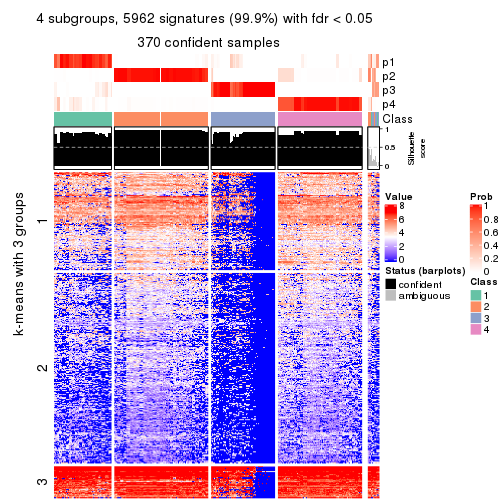 4 subgroups, 5962 signatures (99.9%) with fdr < 0.05
370 confident samples
p1
p2
p3
p4
Class
1
0.5
0
Silhouette
score
k-means with 3 groups
1
2
3
Value
8
6
4
2
0
Status (barplots)
confident
ambiguous
Prob
1
0.8
0.6
0.4
0.2
0
Class
1
2
3
4